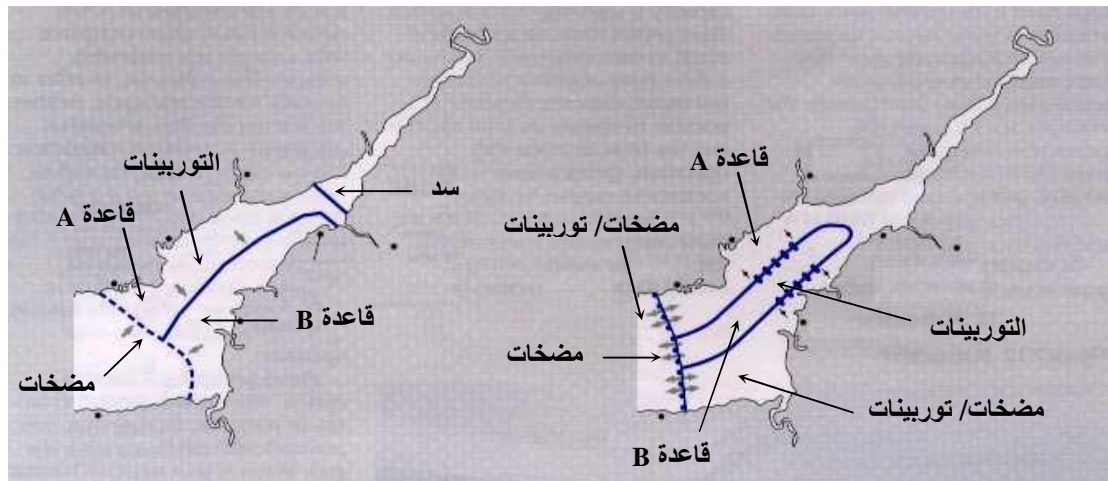 التوربينات
سد
قاعدة A
قاعدة B
مضخات
قاعدة A
مضخات/ توربينات
التوربينات
مضخات
مضخات/ توربينات
قاعدة B